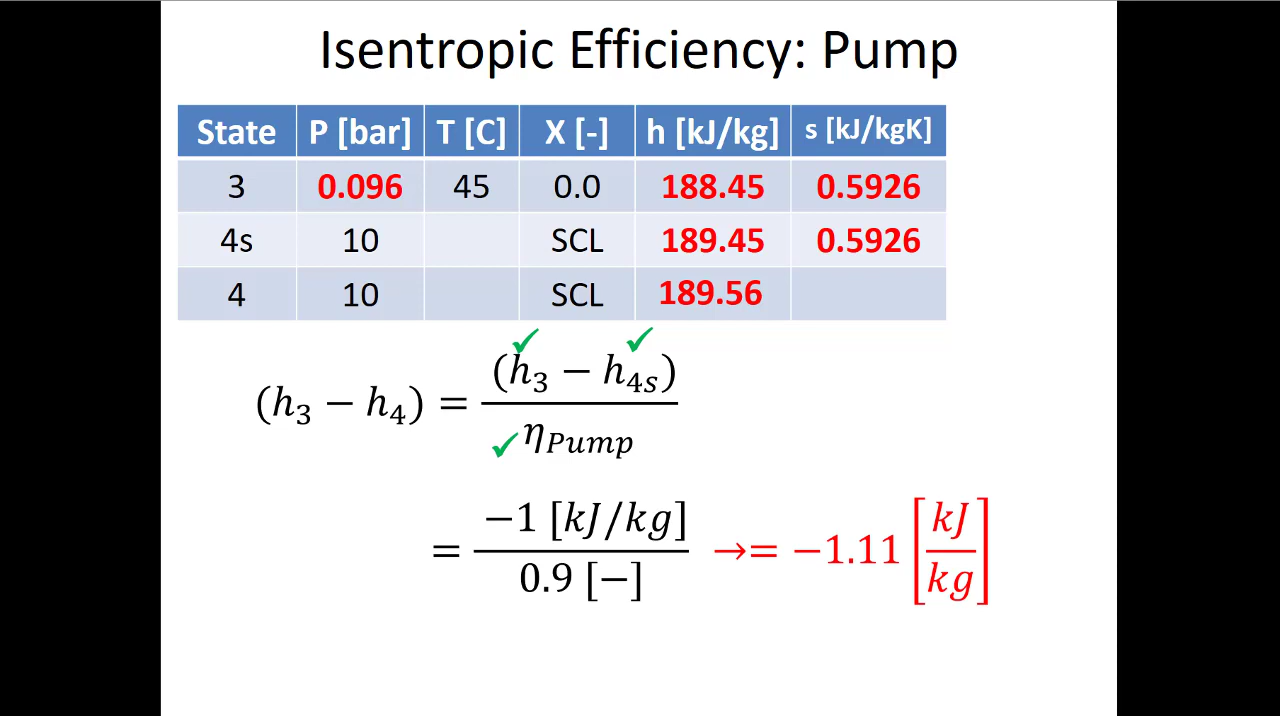 Isentropic Efficiency: Pump
State P [bar] T [C] X [-] h [kJ/kg] s [kJ/kgK]
3 0.096 45 0.0 188.45 0.5926
4s 10 SCL 189.45 0.5926
4 10 SCL 189.56
(h₃ − h₄) = (h₃ − h₄ₛ) / η_Pump
= −1 [kJ/kg] / 0.9 [−] →= −1.11 [kJ/kg]